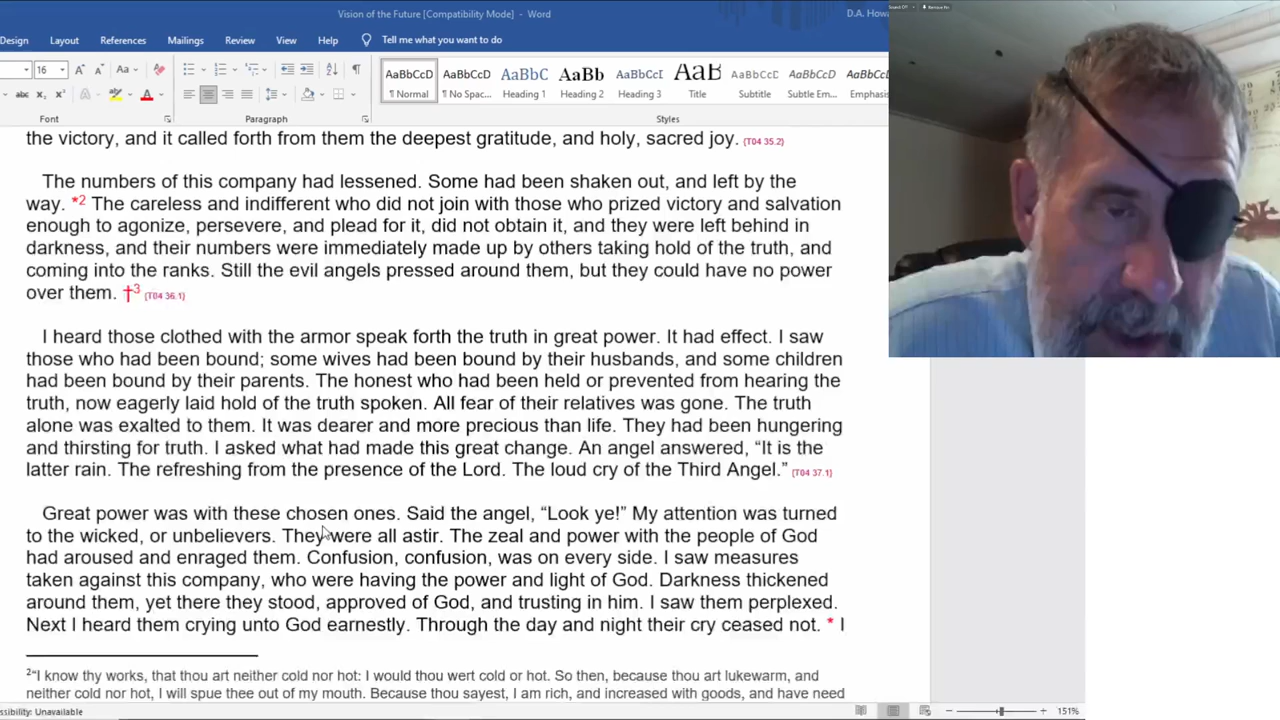 Vision of the Future [Compatibility Mode] - Word
D.A. How
Design Layout References Mailings Review View Help Tell me what you want to do
16 Aa
AaBbCcD AaBbCcD AaBbC AaBb AaBbCcI AaB AaBbCcD AaBbCcD AaBbCc
abc x₂ x² A
¶ Normal ¶ No Spac... Heading 1 Heading 2 Heading 3 Title Subtitle Subtle Em... Emphasis
Font Paragraph Styles
the victory, and it called forth from them the deepest gratitude, and holy, sacred joy. {T04 35.2}
The numbers of this company had lessened. Some had been shaken out, and left by the
way. *2 The careless and indifferent who did not join with those who prized victory and salvation
enough to agonize, persevere, and plead for it, did not obtain it, and they were left behind in
darkness, and their numbers were immediately made up by others taking hold of the truth, and
coming into the ranks. Still the evil angels pressed around them, but they could have no power
over them. †3 {T04 36.1}
I heard those clothed with the armor speak forth the truth in great power. It had effect. I saw
those who had been bound; some wives had been bound by their husbands, and some children
had been bound by their parents. The honest who had been held or prevented from hearing the
truth, now eagerly laid hold of the truth spoken. All fear of their relatives was gone. The truth
alone was exalted to them. It was dearer and more precious than life. They had been hungering
and thirsting for truth. I asked what had made this great change. An angel answered, “It is the
latter rain. The refreshing from the presence of the Lord. The loud cry of the Third Angel.” {T04 37.1}
Great power was with these chosen ones. Said the angel, “Look ye!” My attention was turned
to the wicked, or unbelievers. They were all astir. The zeal and power with the people of God
had aroused and enraged them. Confusion, confusion, was on every side. I saw measures
taken against this company, who were having the power and light of God. Darkness thickened
around them, yet there they stood, approved of God, and trusting in him. I saw them perplexed.
Next I heard them crying unto God earnestly. Through the day and night their cry ceased not. * I
2“I know thy works, that thou art neither cold nor hot: I would thou wert cold or hot. So then, because thou art lukewarm, and
neither cold nor hot, I will spue thee out of my mouth. Because thou sayest, I am rich, and increased with goods, and have need
ssibility: Unavailable
151%